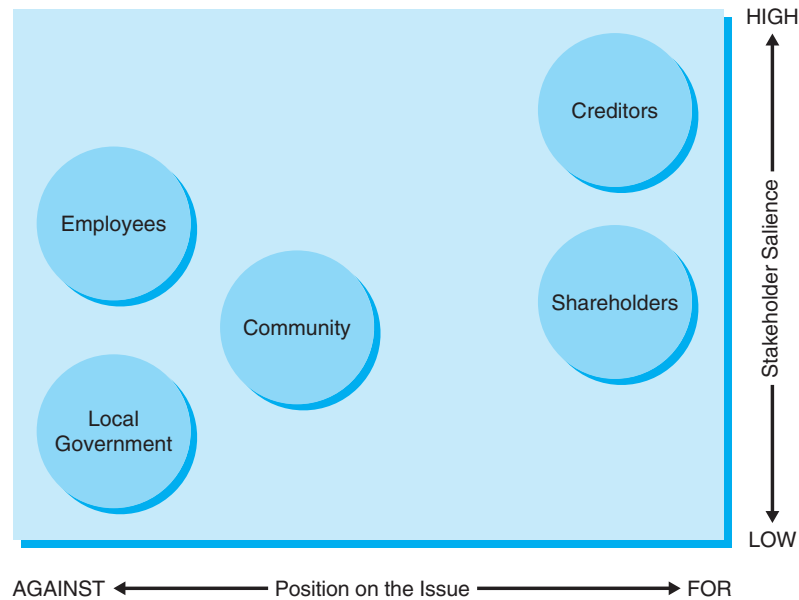 HIGH
Creditors
Employees
Shareholders
Community
Stakeholder Salience
Local
Government
LOW
AGAINST
Position on the Issue
FOR